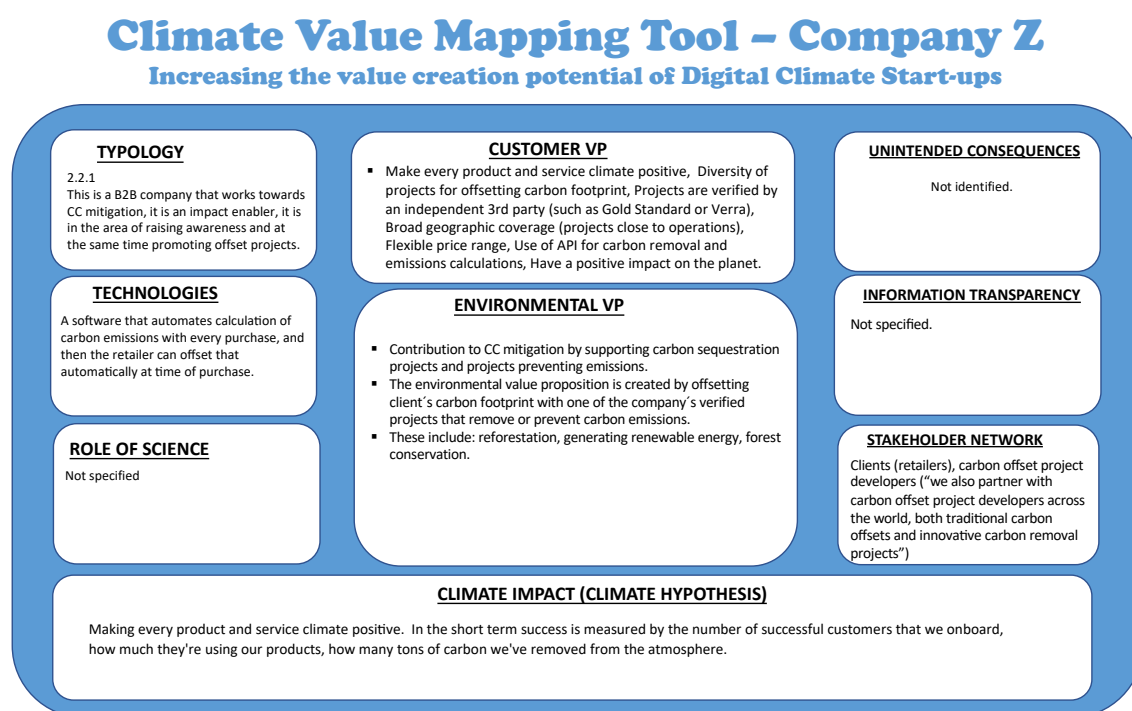 Climate Value Mapping Tool – Company Z
Increasing the value creation potential of Digital Climate Start-ups
TYPOLOGY
2.2.1
This is a B2B company that works towards
CC mitigation, it is an impact enabler, it is
in the area of raising awareness and at
the same time promoting offset projects.
TECHNOLOGIES
A software that automates calculation of
carbon emissions with every purchase, and
then the retailer can offset that
automatically at time of purchase.
ROLE OF SCIENCE
Not specified
CUSTOMER VP
▪ Make every product and service climate positive, Diversity of
projects for offsetting carbon footprint, Projects are verified by
an independent 3rd party (such as Gold Standard or Verra),
Broad geographic coverage (projects close to operations),
Flexible price range, Use of API for carbon removal and
emissions calculations, Have a positive impact on the planet.
ENVIRONMENTAL VP
▪ Contribution to CC mitigation by supporting carbon sequestration
projects and projects preventing emissions.
▪ The environmental value proposition is created by offsetting
client´s carbon footprint with one of the company´s verified
projects that remove or prevent carbon emissions.
▪ These include: reforestation, generating renewable energy, forest
conservation.
UNINTENDED CONSEQUENCES
Not identified.
INFORMATION TRANSPARENCY
Not specified.
STAKEHOLDER NETWORK
Clients (retailers), carbon offset project
developers (“we also partner with
carbon offset project developers across
the world, both traditional carbon
offsets and innovative carbon removal
projects”)
CLIMATE IMPACT (CLIMATE HYPOTHESIS)
Making every product and service climate positive. In the short term success is measured by the number of successful customers that we onboard,
how much they're using our products, how many tons of carbon we've removed from the atmosphere.